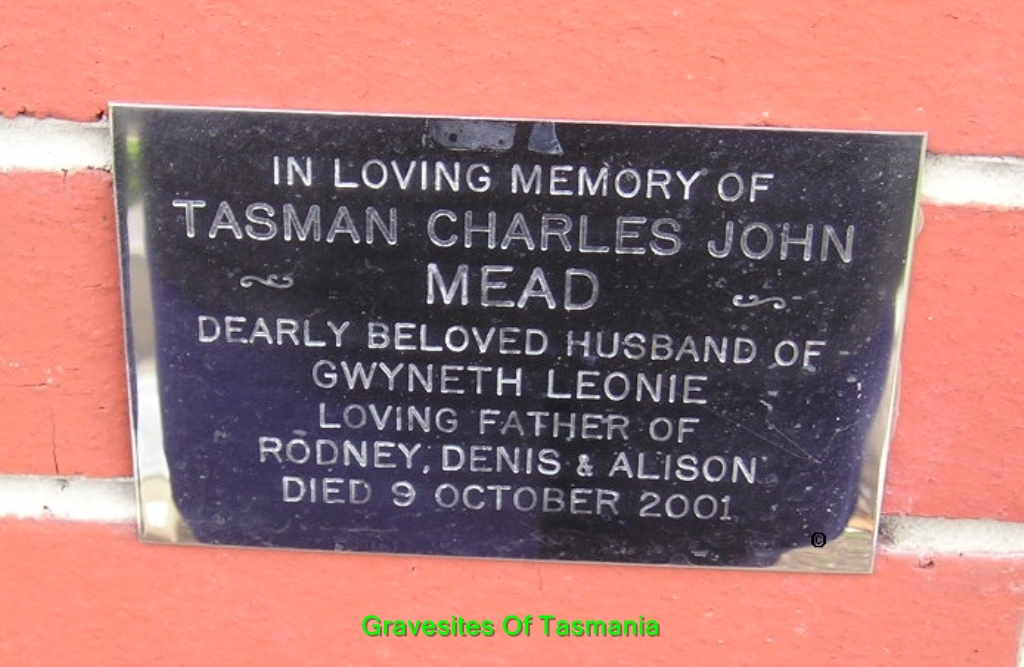 IN LOVING MEMORY OF
TASMAN CHARLES JOHN
MEAD
DEARLY BELOVED HUSBAND OF
GWYNETH LEONIE
LOVING FATHER OF
RODNEY, DENIS & ALISON
DIED 9 OCTOBER 2001
©
Gravesites Of Tasmania